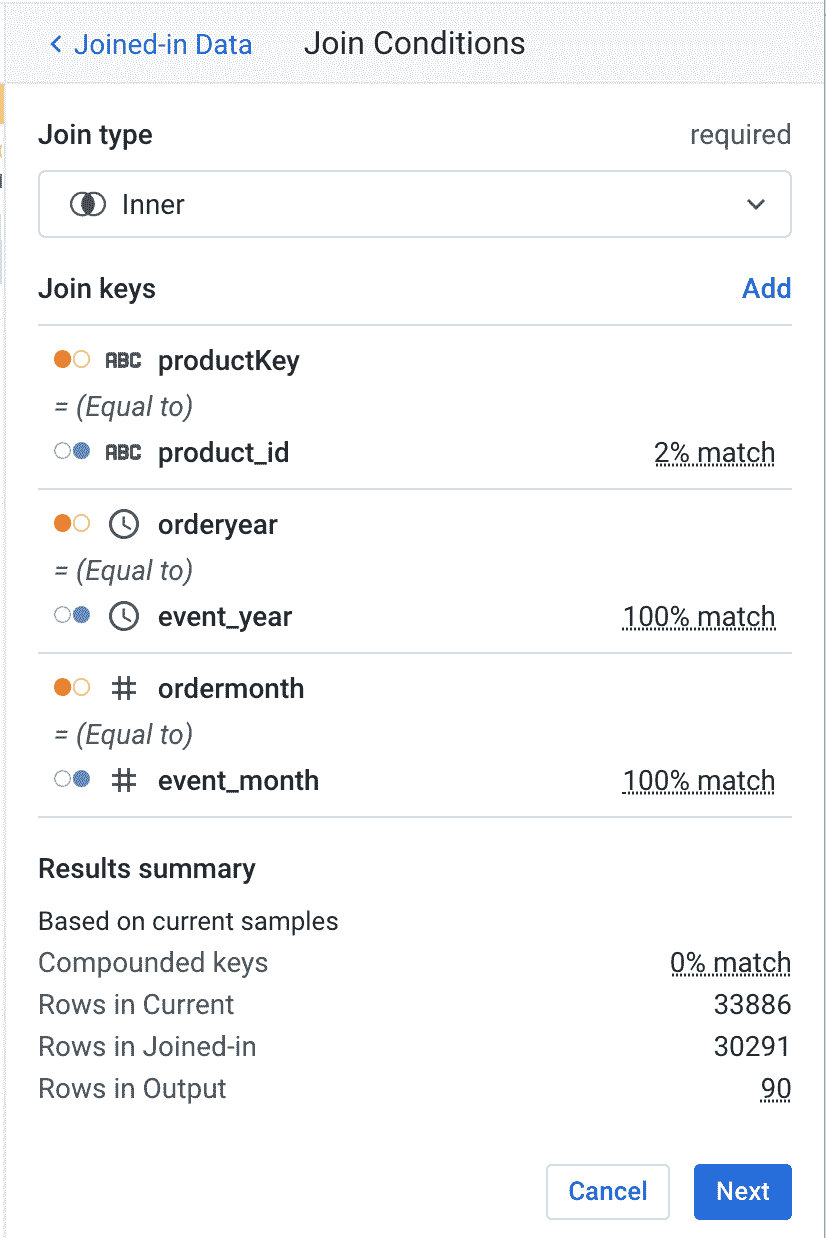 Joined-in Data Join Conditions
Join type required
Inner
Join keys Add
ABC productKey
= (Equal to)
ABC product_id 2% match
orderyear
= (Equal to)
event_year 100% match
# ordermonth
= (Equal to)
# event_month 100% match
Results summary
Based on current samples
Compounded keys 0% match
Rows in Current 33886
Rows in Joined-in 30291
Rows in Output 90
Cancel Next